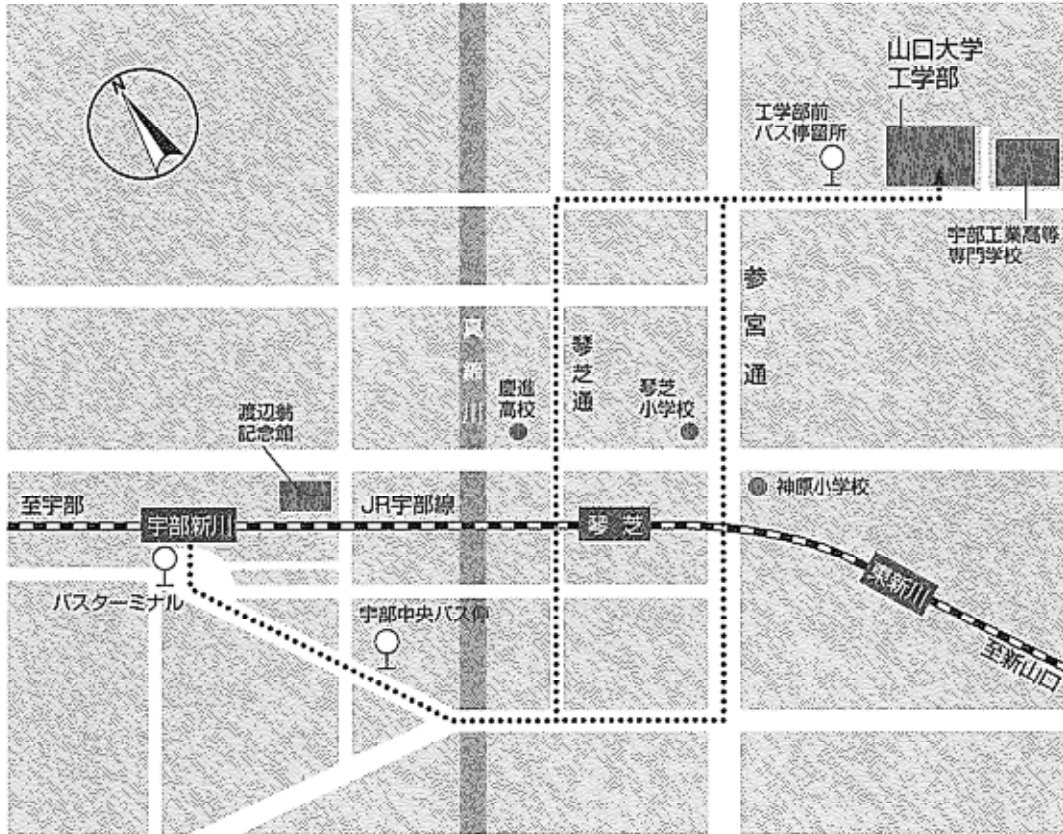 N
山口大学
工学部
工学部前
バス停留所
宇部工業高等
専門学校
参宮通
真締川
琴芝通
慶進
高校
琴芝
小学校
渡辺翁
記念館
至宇部
宇部新川
JR宇部線
琴芝
神原小学校
東新川
至新山口
バスターミナル
宇部中央バス停